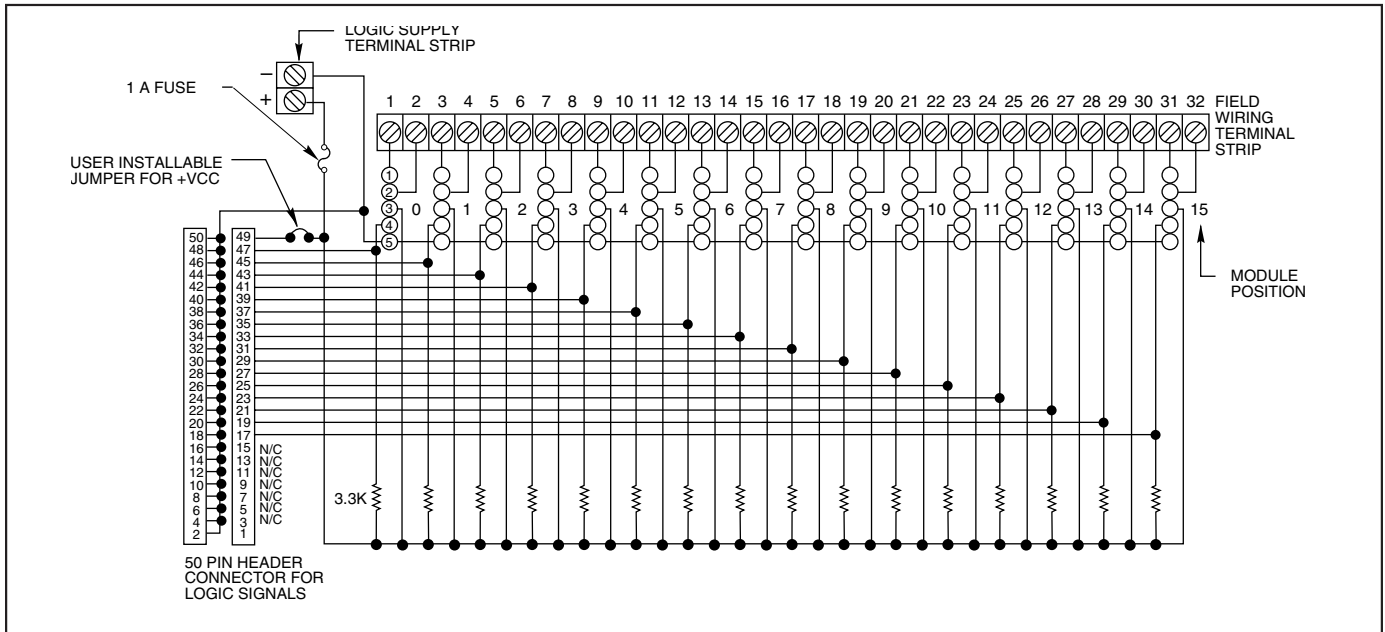 LOGIC SUPPLY
TERMINAL STRIP
1 A FUSE
–
+
USER INSTALLABLE
JUMPER FOR +VCC
1 2 3 4 5 6 7 8 9 10 11 12 13 14 15 16 17 18 19 20 21 22 23 24 25 26 27 28 29 30 31 32
FIELD
WIRING
TERMINAL
STRIP
1
2
3
4
5
0 1 2 3 4 5 6 7 8 9 10 11 12 13 14 15
MODULE
POSITION
50 49
48 47
46 45
44 43
42 41
40 39
38 37
36 35
34 33
32 31
30 29
28 27
26 25
24 23
22 21
20 19
18 17
16 15 N/C
14 13 N/C
12 11 N/C
10 9 N/C
8 7 N/C
6 5 N/C
4 3 N/C
2 1
3.3K
50 PIN HEADER
CONNECTOR FOR
LOGIC SIGNALS